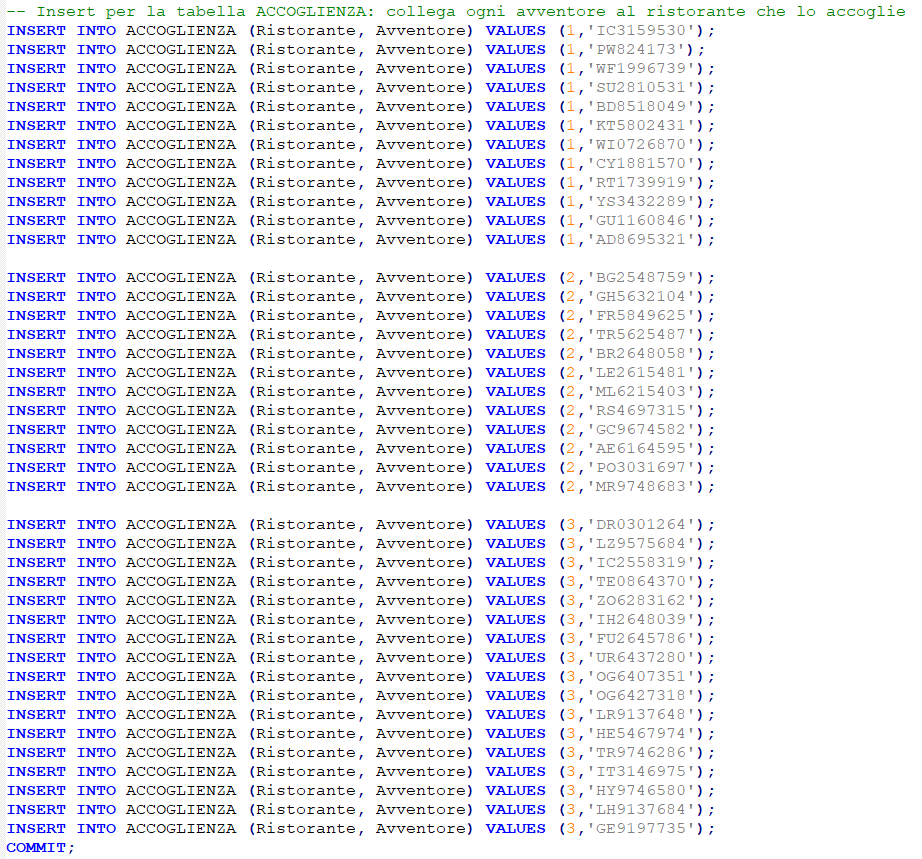 -- Insert per la tabella ACCOGLIENZA: collega ogni avventore al ristorante che lo accoglie
INSERT INTO ACCOGLIENZA (Ristorante, Avventore) VALUES (1,'IC3159530');
INSERT INTO ACCOGLIENZA (Ristorante, Avventore) VALUES (1,'PW824173');
INSERT INTO ACCOGLIENZA (Ristorante, Avventore) VALUES (1,'WF1996739');
INSERT INTO ACCOGLIENZA (Ristorante, Avventore) VALUES (1,'SU2810531');
INSERT INTO ACCOGLIENZA (Ristorante, Avventore) VALUES (1,'BD8518049');
INSERT INTO ACCOGLIENZA (Ristorante, Avventore) VALUES (1,'KT5802431');
INSERT INTO ACCOGLIENZA (Ristorante, Avventore) VALUES (1,'WI0726870');
INSERT INTO ACCOGLIENZA (Ristorante, Avventore) VALUES (1,'CY1881570');
INSERT INTO ACCOGLIENZA (Ristorante, Avventore) VALUES (1,'RT1739919');
INSERT INTO ACCOGLIENZA (Ristorante, Avventore) VALUES (1,'YS3432289');
INSERT INTO ACCOGLIENZA (Ristorante, Avventore) VALUES (1,'GU1160846');
INSERT INTO ACCOGLIENZA (Ristorante, Avventore) VALUES (1,'AD8695321');
INSERT INTO ACCOGLIENZA (Ristorante, Avventore) VALUES (2,'BG2548759');
INSERT INTO ACCOGLIENZA (Ristorante, Avventore) VALUES (2,'GH5632104');
INSERT INTO ACCOGLIENZA (Ristorante, Avventore) VALUES (2,'FR5849625');
INSERT INTO ACCOGLIENZA (Ristorante, Avventore) VALUES (2,'TR5625487');
INSERT INTO ACCOGLIENZA (Ristorante, Avventore) VALUES (2,'BR2648058');
INSERT INTO ACCOGLIENZA (Ristorante, Avventore) VALUES (2,'LE2615481');
INSERT INTO ACCOGLIENZA (Ristorante, Avventore) VALUES (2,'ML6215403');
INSERT INTO ACCOGLIENZA (Ristorante, Avventore) VALUES (2,'RS4697315');
INSERT INTO ACCOGLIENZA (Ristorante, Avventore) VALUES (2,'GC9674582');
INSERT INTO ACCOGLIENZA (Ristorante, Avventore) VALUES (2,'AE6164595');
INSERT INTO ACCOGLIENZA (Ristorante, Avventore) VALUES (2,'PO3031697');
INSERT INTO ACCOGLIENZA (Ristorante, Avventore) VALUES (2,'MR9748683');
INSERT INTO ACCOGLIENZA (Ristorante, Avventore) VALUES (3,'DR0301264');
INSERT INTO ACCOGLIENZA (Ristorante, Avventore) VALUES (3,'LZ9575684');
INSERT INTO ACCOGLIENZA (Ristorante, Avventore) VALUES (3,'IC2558319');
INSERT INTO ACCOGLIENZA (Ristorante, Avventore) VALUES (3,'TE0864370');
INSERT INTO ACCOGLIENZA (Ristorante, Avventore) VALUES (3,'ZO6283162');
INSERT INTO ACCOGLIENZA (Ristorante, Avventore) VALUES (3,'IH2648039');
INSERT INTO ACCOGLIENZA (Ristorante, Avventore) VALUES (3,'FU2645786');
INSERT INTO ACCOGLIENZA (Ristorante, Avventore) VALUES (3,'UR6437280');
INSERT INTO ACCOGLIENZA (Ristorante, Avventore) VALUES (3,'OG6407351');
INSERT INTO ACCOGLIENZA (Ristorante, Avventore) VALUES (3,'OG6427318');
INSERT INTO ACCOGLIENZA (Ristorante, Avventore) VALUES (3,'LR9137648');
INSERT INTO ACCOGLIENZA (Ristorante, Avventore) VALUES (3,'HE5467974');
INSERT INTO ACCOGLIENZA (Ristorante, Avventore) VALUES (3,'TR9746286');
INSERT INTO ACCOGLIENZA (Ristorante, Avventore) VALUES (3,'IT3146975');
INSERT INTO ACCOGLIENZA (Ristorante, Avventore) VALUES (3,'HY9746580');
INSERT INTO ACCOGLIENZA (Ristorante, Avventore) VALUES (3,'LH9137684');
INSERT INTO ACCOGLIENZA (Ristorante, Avventore) VALUES (3,'GE9197735');
COMMIT;